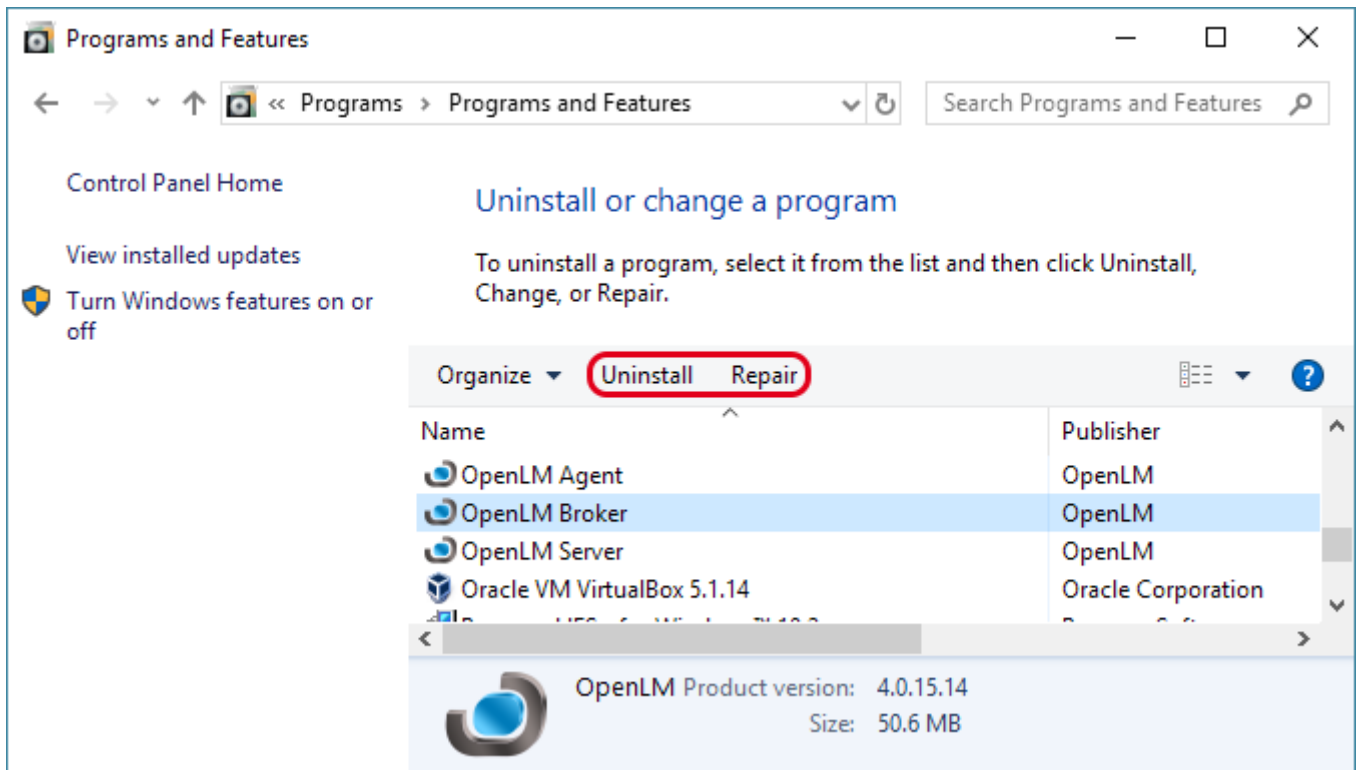 Programs and Features
« Programs > Programs and Features
Search Programs and Features
Control Panel Home
View installed updates
Turn Windows features on or
off
Uninstall or change a program
To uninstall a program, select it from the list and then click Uninstall,
Change, or Repair.
Organize Uninstall Repair
Name Publisher
OpenLM Agent OpenLM
OpenLM Broker OpenLM
OpenLM Server OpenLM
Oracle VM VirtualBox 5.1.14 Oracle Corporation
OpenLM Product version: 4.0.15.14
Size: 50.6 MB